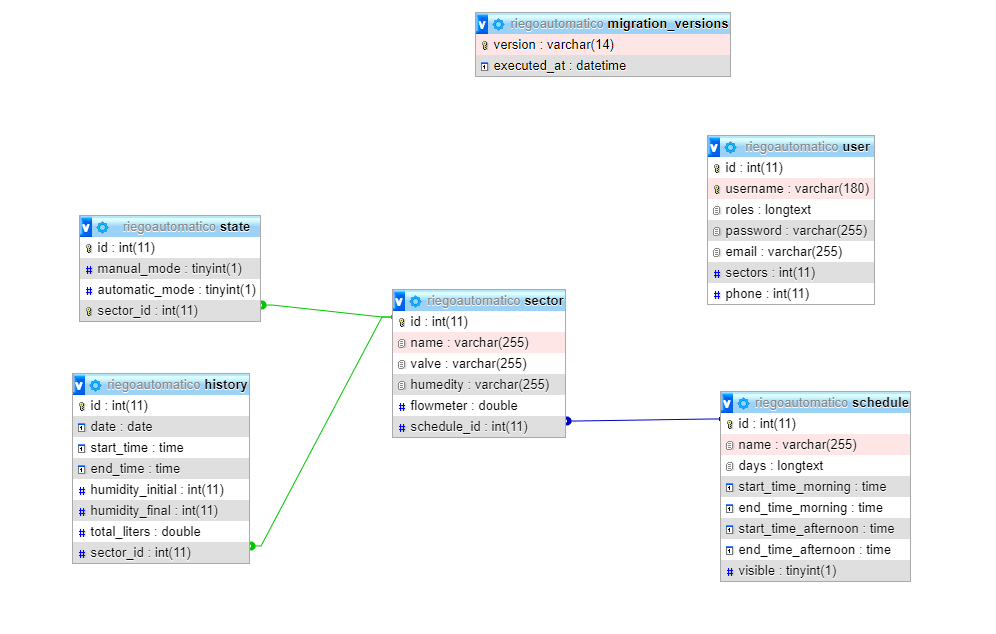 riegoautomatico migration_versions
version : varchar(14)
executed_at : datetime
riegoautomatico user
id : int(11)
username : varchar(180)
roles : longtext
password : varchar(255)
email : varchar(255)
sectors : int(11)
phone : int(11)
riegoautomatico state
id : int(11)
manual_mode : tinyint(1)
automatic_mode : tinyint(1)
sector_id : int(11)
riegoautomatico sector
id : int(11)
name : varchar(255)
valve : varchar(255)
humedity : varchar(255)
flowmeter : double
schedule_id : int(11)
riegoautomatico history
id : int(11)
date : date
start_time : time
end_time : time
humidity_initial : int(11)
humidity_final : int(11)
total_liters : double
sector_id : int(11)
riegoautomatico schedule
id : int(11)
name : varchar(255)
days : longtext
start_time_morning : time
end_time_morning : time
start_time_afternoon : time
end_time_afternoon : time
visible : tinyint(1)